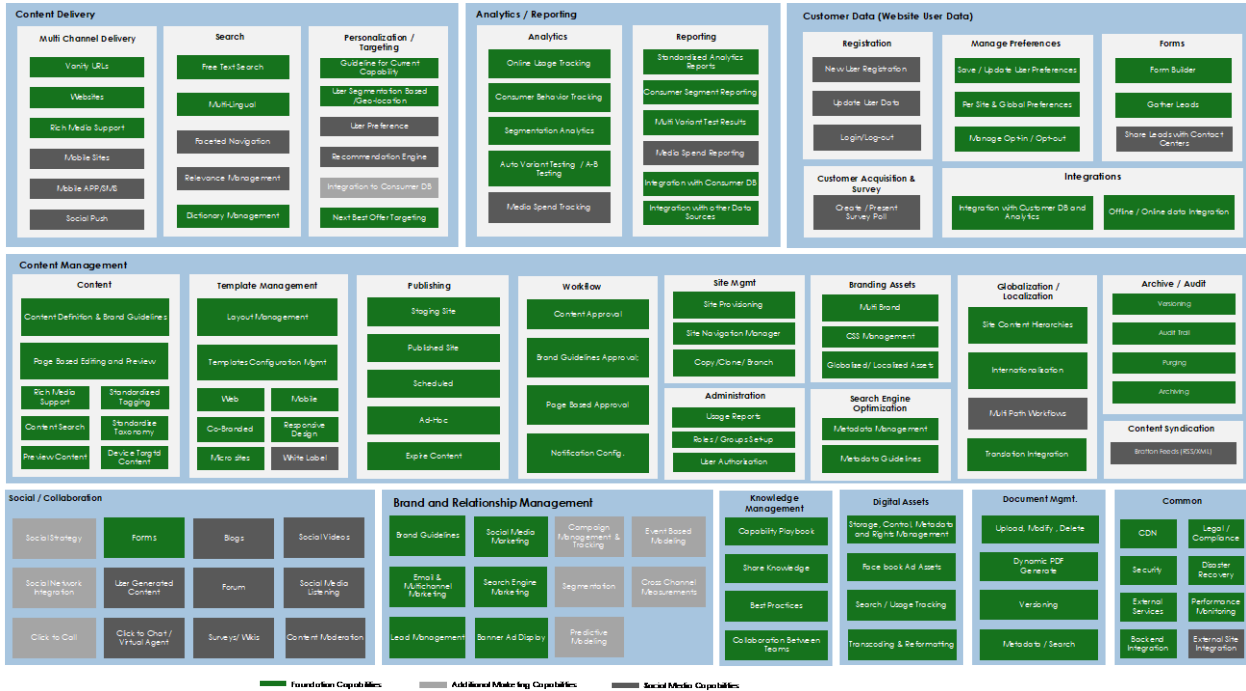 Content Delivery
Multi Channel Delivery
Vanity URLs
Websites
Rich Media Support
Mobile Sites
Mobile APP/SMS
Social Push
Search
Free Text Search
Multi-Lingual
Faceted Navigation
Relevance Management
Dictionary Management
Personalization /
Targeting
Guideline for Current
Capability
User Segmentation Based
/Geo-location
User Preference
Recommendation Engine
Integration to Consumer DB
Next Best Offer Targeting
Analytics / Reporting
Analytics
Online Usage Tracking
Consumer Behavior Tracking
Segmentation Analytics
Auto Variant Testing / A-B
Testing
Media Spend Tracking
Reporting
Standardized Analytics
Reports
Consumer Segment Reporting
Multi Variant Test Results
Media Spend Reporting
Integration with Consumer DB
Integration with other Data
Sources
Customer Data (Website User Data)
Registration
New User Registration
Update User Data
Login/Log-out
Manage Preferences
Save / Update User Preferences
Per Site & Global Preferences
Manage Opt-in / Opt-out
Forms
Form Builder
Gather Leads
Share Leads with Contact
Centers
Customer Acquisition &
Survey
Create / Present
Survey Poll
Integrations
Integration with Customer DB and
Analytics
Offline / Online data Integration
Content Management
Content
Content Definition & Brand Guidelines
Page Based Editing and Preview
Rich Media
Support
Standardized
Tagging
Content Search
Standardize
Taxonomy
Preview Content
Device Targtd
Content
Template Management
Layout Management
Templates Configuration Mgmt
Web
Mobile
Co-Branded
Responsive
Design
Micro sites
White Label
Publishing
Staging Site
Published Site
Scheduled
Ad-Hoc
Expire Content
Workflow
Content Approval
Brand Guidelines Approval;
Page Based Approval
Notification Config.
Site Mgmt
Site Provisioning
Site Navigation Manager
Copy/Clone/ Branch
Administration
Usage Reports
Roles / Groups Set-up
User Authorization
Branding Assets
Multi Brand
CSS Management
Globalized/ Localized Assets
Search Engine
Optimization
Metadata Management
Metadata Guidelines
Globalization /
Localization
Site Content Hierarchies
Internationalization
Multi Path Workflows
Translation Integration
Archive / Audit
Versioning
Audit Trail
Purging
Archiving
Content Syndication
Bratton Feeds (RSS/XML)
Social / Collaboration
Social Strategy
Forms
Blogs
Social Videos
Social Network
Integration
User Generated
Content
Forum
Social Media
Listening
Click to Call
Click to Chat /
Virtual Agent
Surveys/ Wikis
Content Moderation
Brand and Relationship Management
Brand Guidelines
Social Media
Marketing
Campaign
Management &
Tracking
Event Based
Modeling
Email &
Multichannel
Marketing
Search Engine
Marketing
Segmentation
Cross Channel
Measurements
Lead Management
Banner Ad Display
Predictive
Modeling
Knowledge
Management
Capability Playbook
Share Knowledge
Best Practices
Collaboration Between
Teams
Digital Assets
Storage, Control, Metadata
and Rights Management
Face book Ad Assets
Search / Usage Tracking
Transcoding & Reformatting
Document Mgmt.
Upload, Modify , Delete
Dynamic PDF
Generate
Versioning
Metadata / Search
Common
CDN
Legal /
Compliance
Security
Disaster
Recovery
External
Services
Performance
Monitoring
Backend
Integration
External Site
Integration
Foundation Capabilities
Additional Marketing Capabilities
Social Media Capabilities